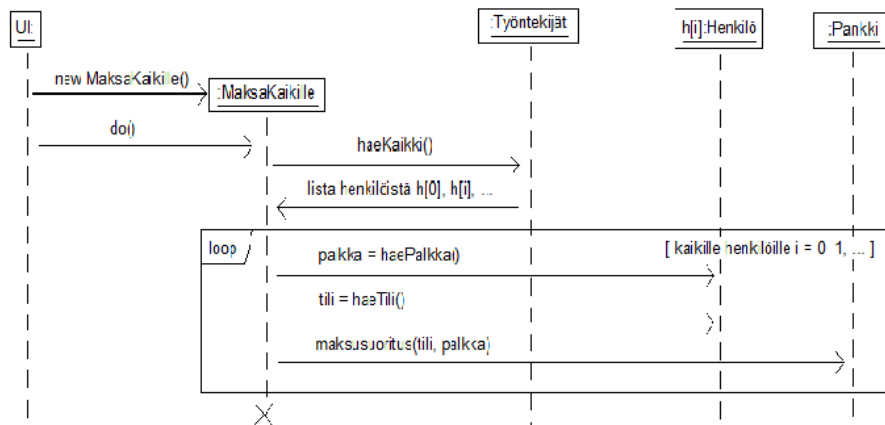 UI:
:Työntekijät
h[i]:Henkilö
:Pankki
new MaksaKaikille()
:MaksaKaikille
do()
haeKaikki()
lista henkilöistä h[0], h[i], ...
loop
[ kaikille henkilöille i = 0 1, ... ]
palkka = haePalkka()
tili = haeTili()
maksusuoritus(tili, palkka)